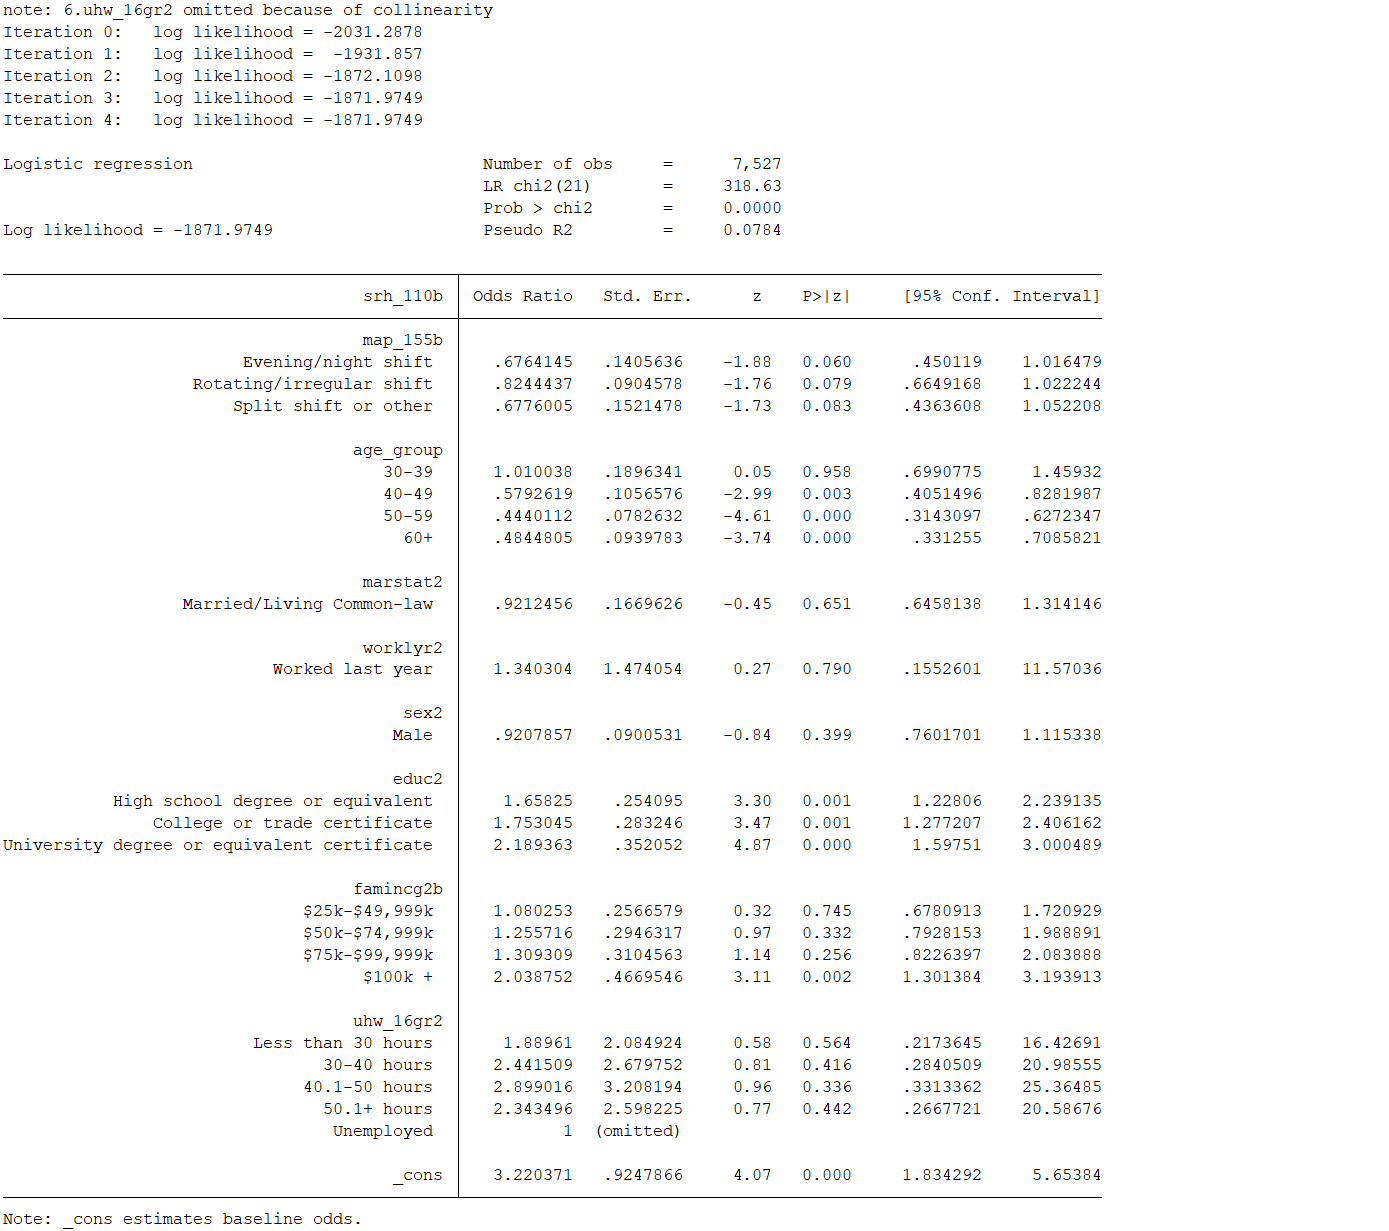 note: 6.uhw_16gr2 omitted because of collinearity
Iteration 0:   log likelihood = -2031.2878
Iteration 1:   log likelihood =  -1931.857
Iteration 2:   log likelihood = -1872.1098
Iteration 3:   log likelihood = -1871.9749
Iteration 4:   log likelihood = -1871.9749
Logistic regression                             Number of obs     =      7,527
LR chi2(21)       =     318.63
Prob > chi2       =     0.0000
Log likelihood = -1871.9749                     Pseudo R2         =     0.0784
srh_110b | Odds Ratio   Std. Err.      z    P>|z|     [95% Conf. Interval]
map_155b
Evening/night shift | .6764145   .1405636    -1.88   0.060      .450119    1.016479
Rotating/irregular shift | .8244437   .0904578    -1.76   0.079     .6649168    1.022244
Split shift or other | .6776005   .1521478    -1.73   0.083     .4363608    1.052208
age_group
30-39 | 1.010038   .1896341     0.05   0.958     .6990775     1.45932
40-49 | .5792619   .1056576    -2.99   0.003     .4051496    .8281987
50-59 | .4440112   .0782632    -4.61   0.000     .3143097    .6272347
60+ | .4844805   .0939783    -3.74   0.000      .331255    .7085821
marstat2
Married/Living Common-law | .9212456   .1669626    -0.45   0.651     .6458138    1.314146
worklyr2
Worked last year | 1.340304   1.474054     0.27   0.790     .1552601    11.57036
sex2
Male | .9207857   .0900531    -0.84   0.399     .7601701    1.115338
educ2
High school degree or equivalent | 1.65825    .254095     3.30   0.001      1.22806    2.239135
College or trade certificate | 1.753045    .283246     3.47   0.001     1.277207    2.406162
University degree or equivalent certificate | 2.189363    .352052     4.87   0.000      1.59751    3.000489
famincg2b
$25k-$49,999k | 1.080253   .2566579     0.32   0.745     .6780913    1.720929
$50k-$74,999k | 1.255716   .2946317     0.97   0.332     .7928153    1.988891
$75k-$99,999k | 1.309309   .3104563     1.14   0.256     .8226397    2.083888
$100k + | 2.038752   .4669546     3.11   0.002     1.301384    3.193913
uhw_16gr2
Less than 30 hours | 1.88961   2.084924     0.58   0.564     .2173645    16.42691
30-40 hours | 2.441509   2.679752     0.81   0.416     .2840509    20.98555
40.1-50 hours | 2.899016   3.208194     0.96   0.336     .3313362    25.36485
50.1+ hours | 2.343496   2.598225     0.77   0.442     .2667721    20.58676
Unemployed | 1  (omitted)
_cons | 3.220371   .9247866     4.07   0.000     1.834292     5.65384
Note: _cons estimates baseline odds.